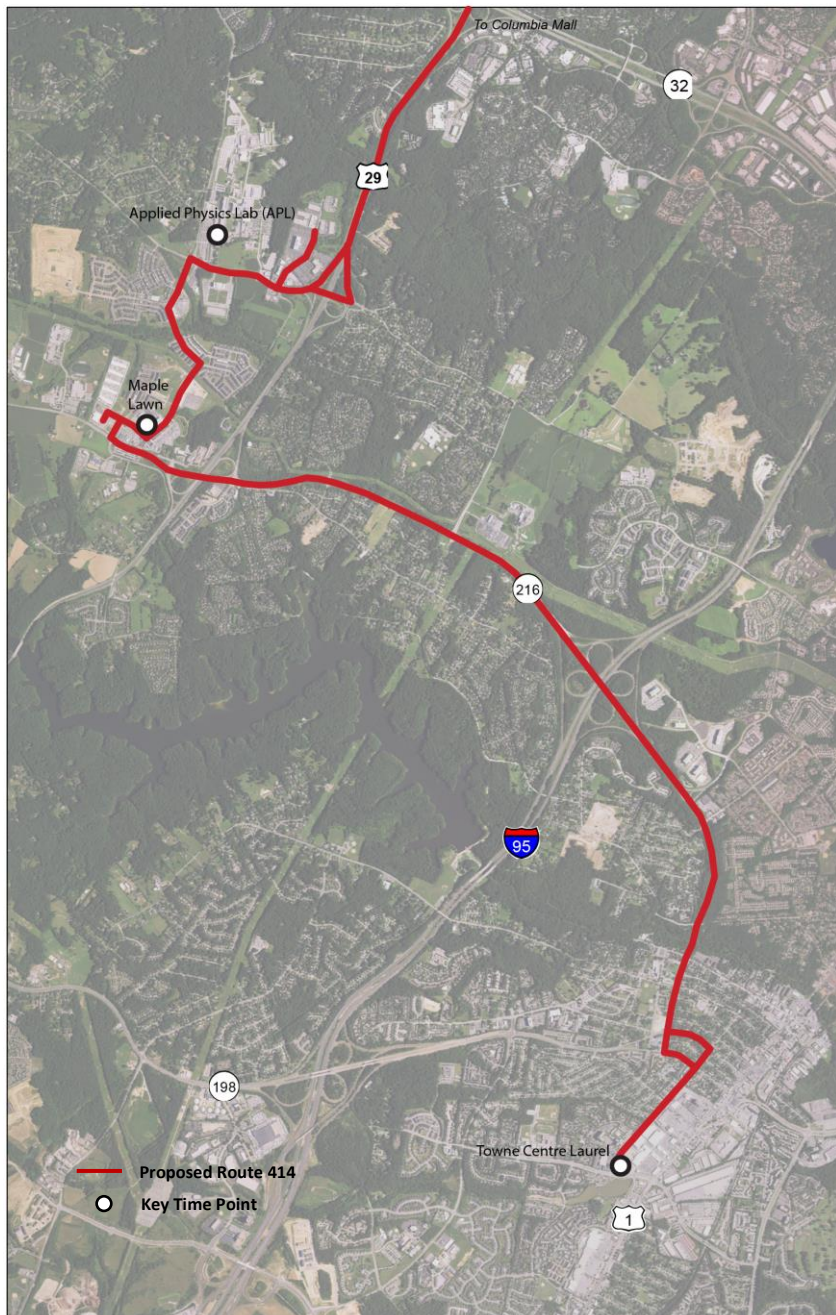 To Columbia Mall
32
29
Applied Physics Lab (APL)
Maple
Lawn
216
95
198
Towne Centre Laurel
Proposed Route 414
Key Time Point
1